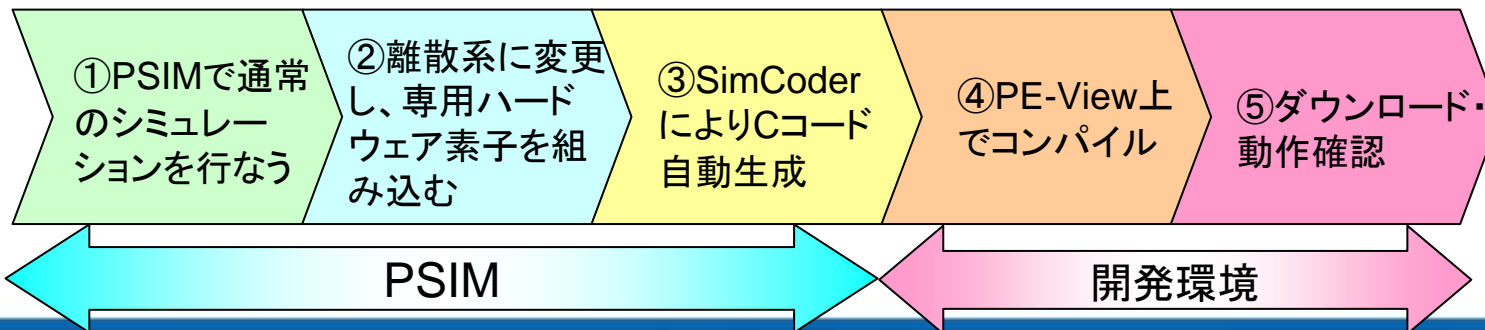 ①PSIMで通常
のシミュレー
ションを行なう
②離散系に変更
し、専用ハード
ウェア素子を組
み込む
③SimCoder
によりCコード
自動生成
④PE-View上
でコンパイル
⑤ダウンロード・
動作確認
PSIM
開発環境